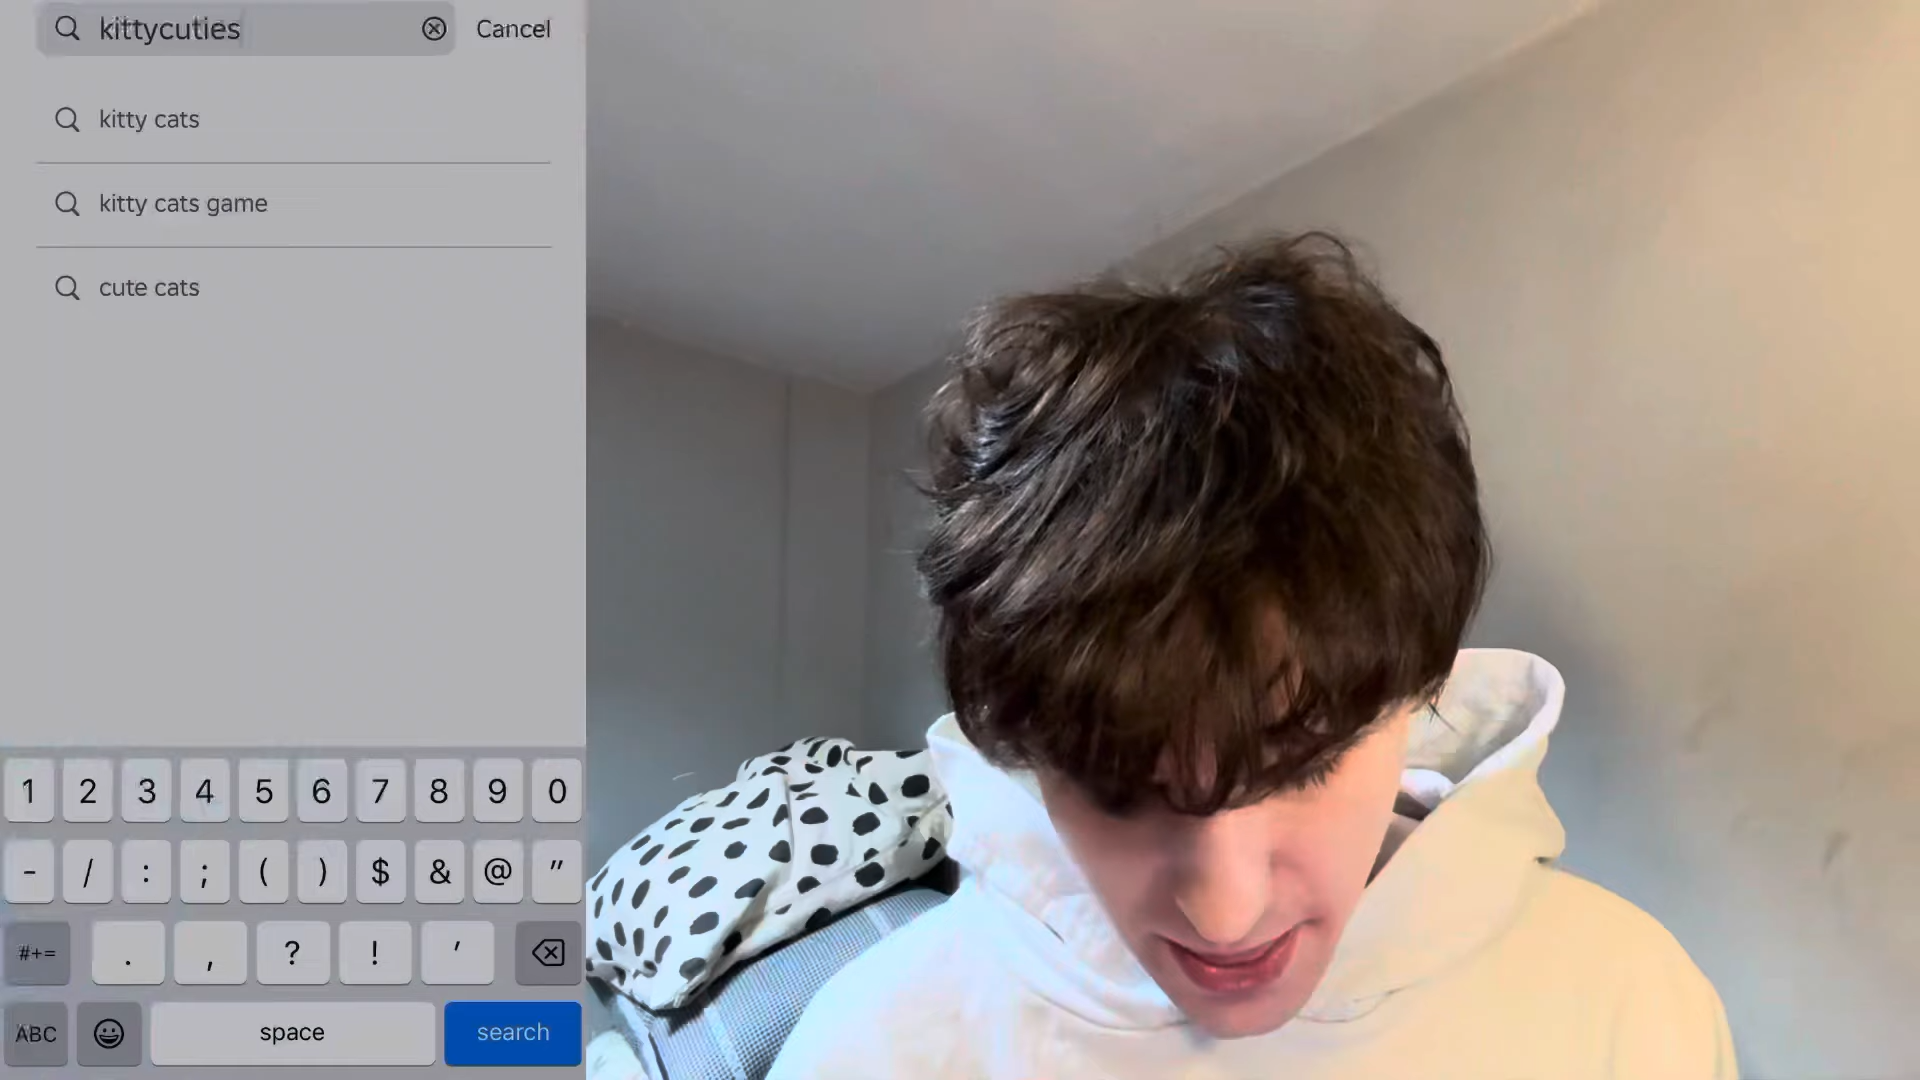 kittycuties
Cancel
kitty cats
kitty cats game
cute cats
1 2 3 4 5 6 7 8 9 0
- / : ; ( ) $ & @ "
#+= . , ? ! '
ABC space search